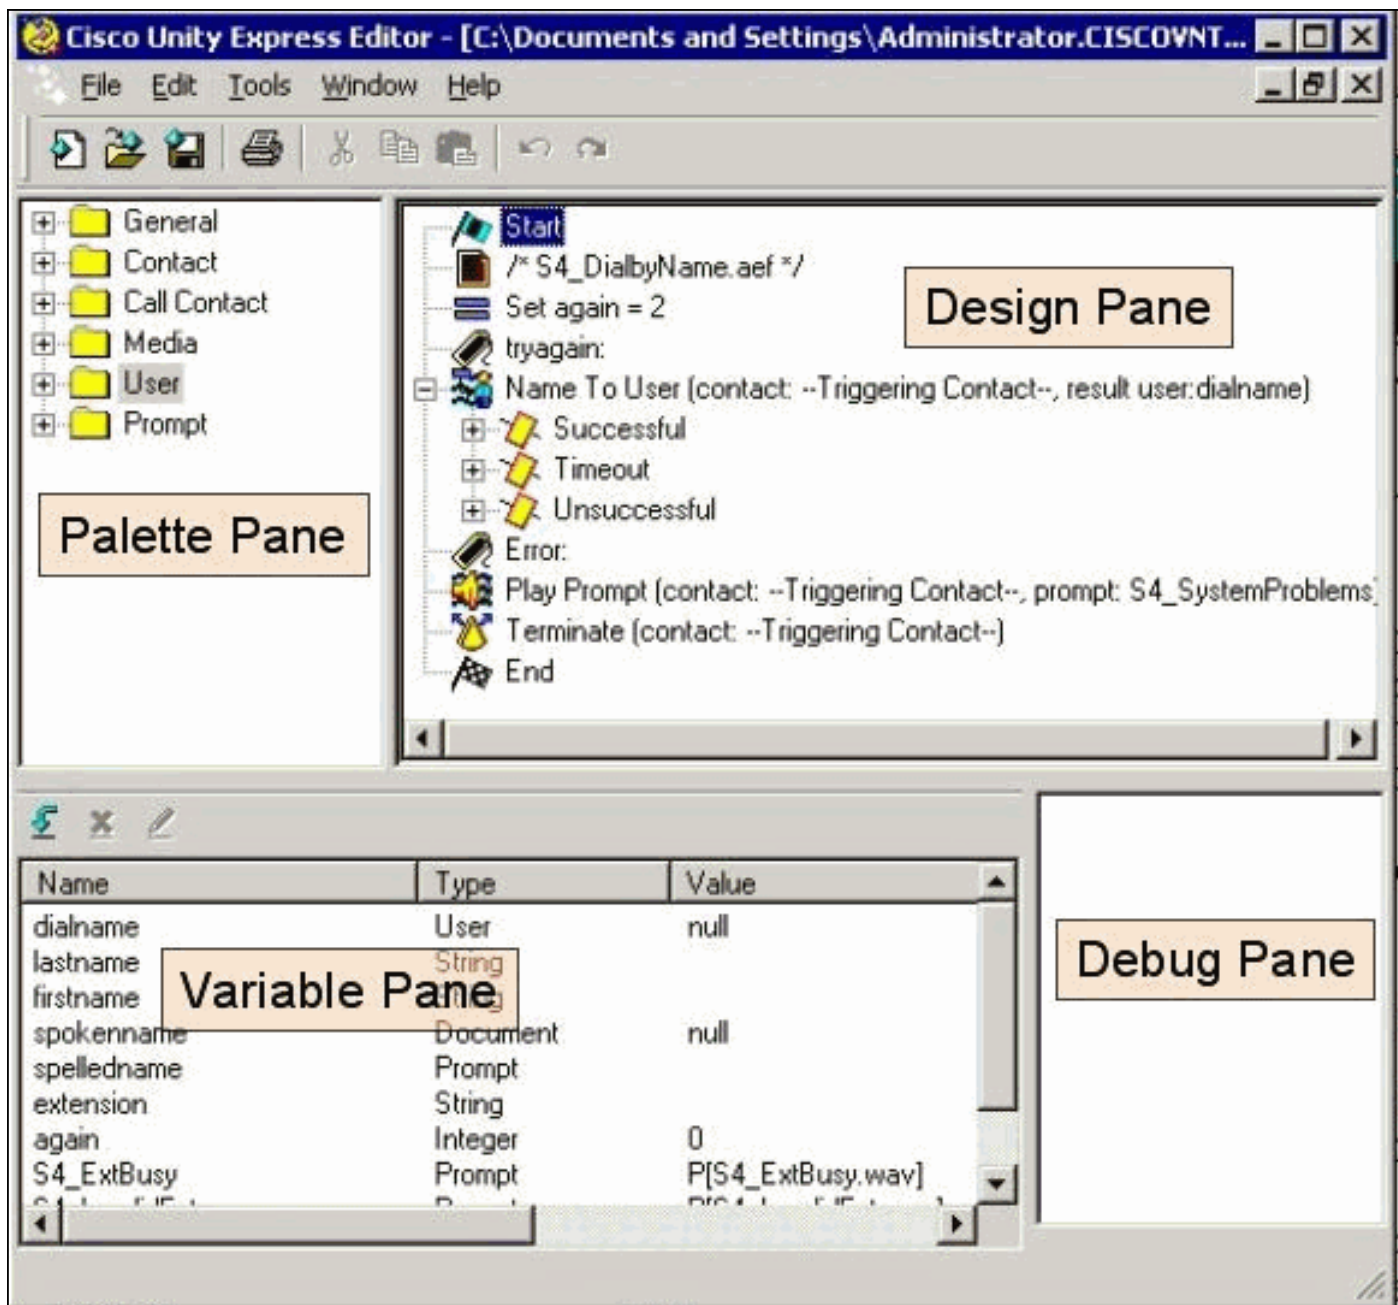 Cisco Unity Express Editor - [C:\Documents and Settings\Administrator.CISCOVNT...
File Edit Tools Window Help
General
Contact
Call Contact
Media
User
Prompt
Palette Pane
Start
/* S4_DialbyName.aef */
Set again = 2
tryagain:
Name To User (contact: --Triggering Contact--, result user:dialname)
Successful
Timeout
Unsuccessful
Error:
Play Prompt (contact: --Triggering Contact--, prompt: S4_SystemProblems)
Terminate (contact: --Triggering Contact--)
End
Design Pane
Name Type Value
dialname User null
lastname String
firstname String
spokenname Document null
spelledname Prompt
extension String
again Integer 0
S4_ExtBusy Prompt P[S4_ExtBusy.wav]
Variable Pane
Debug Pane